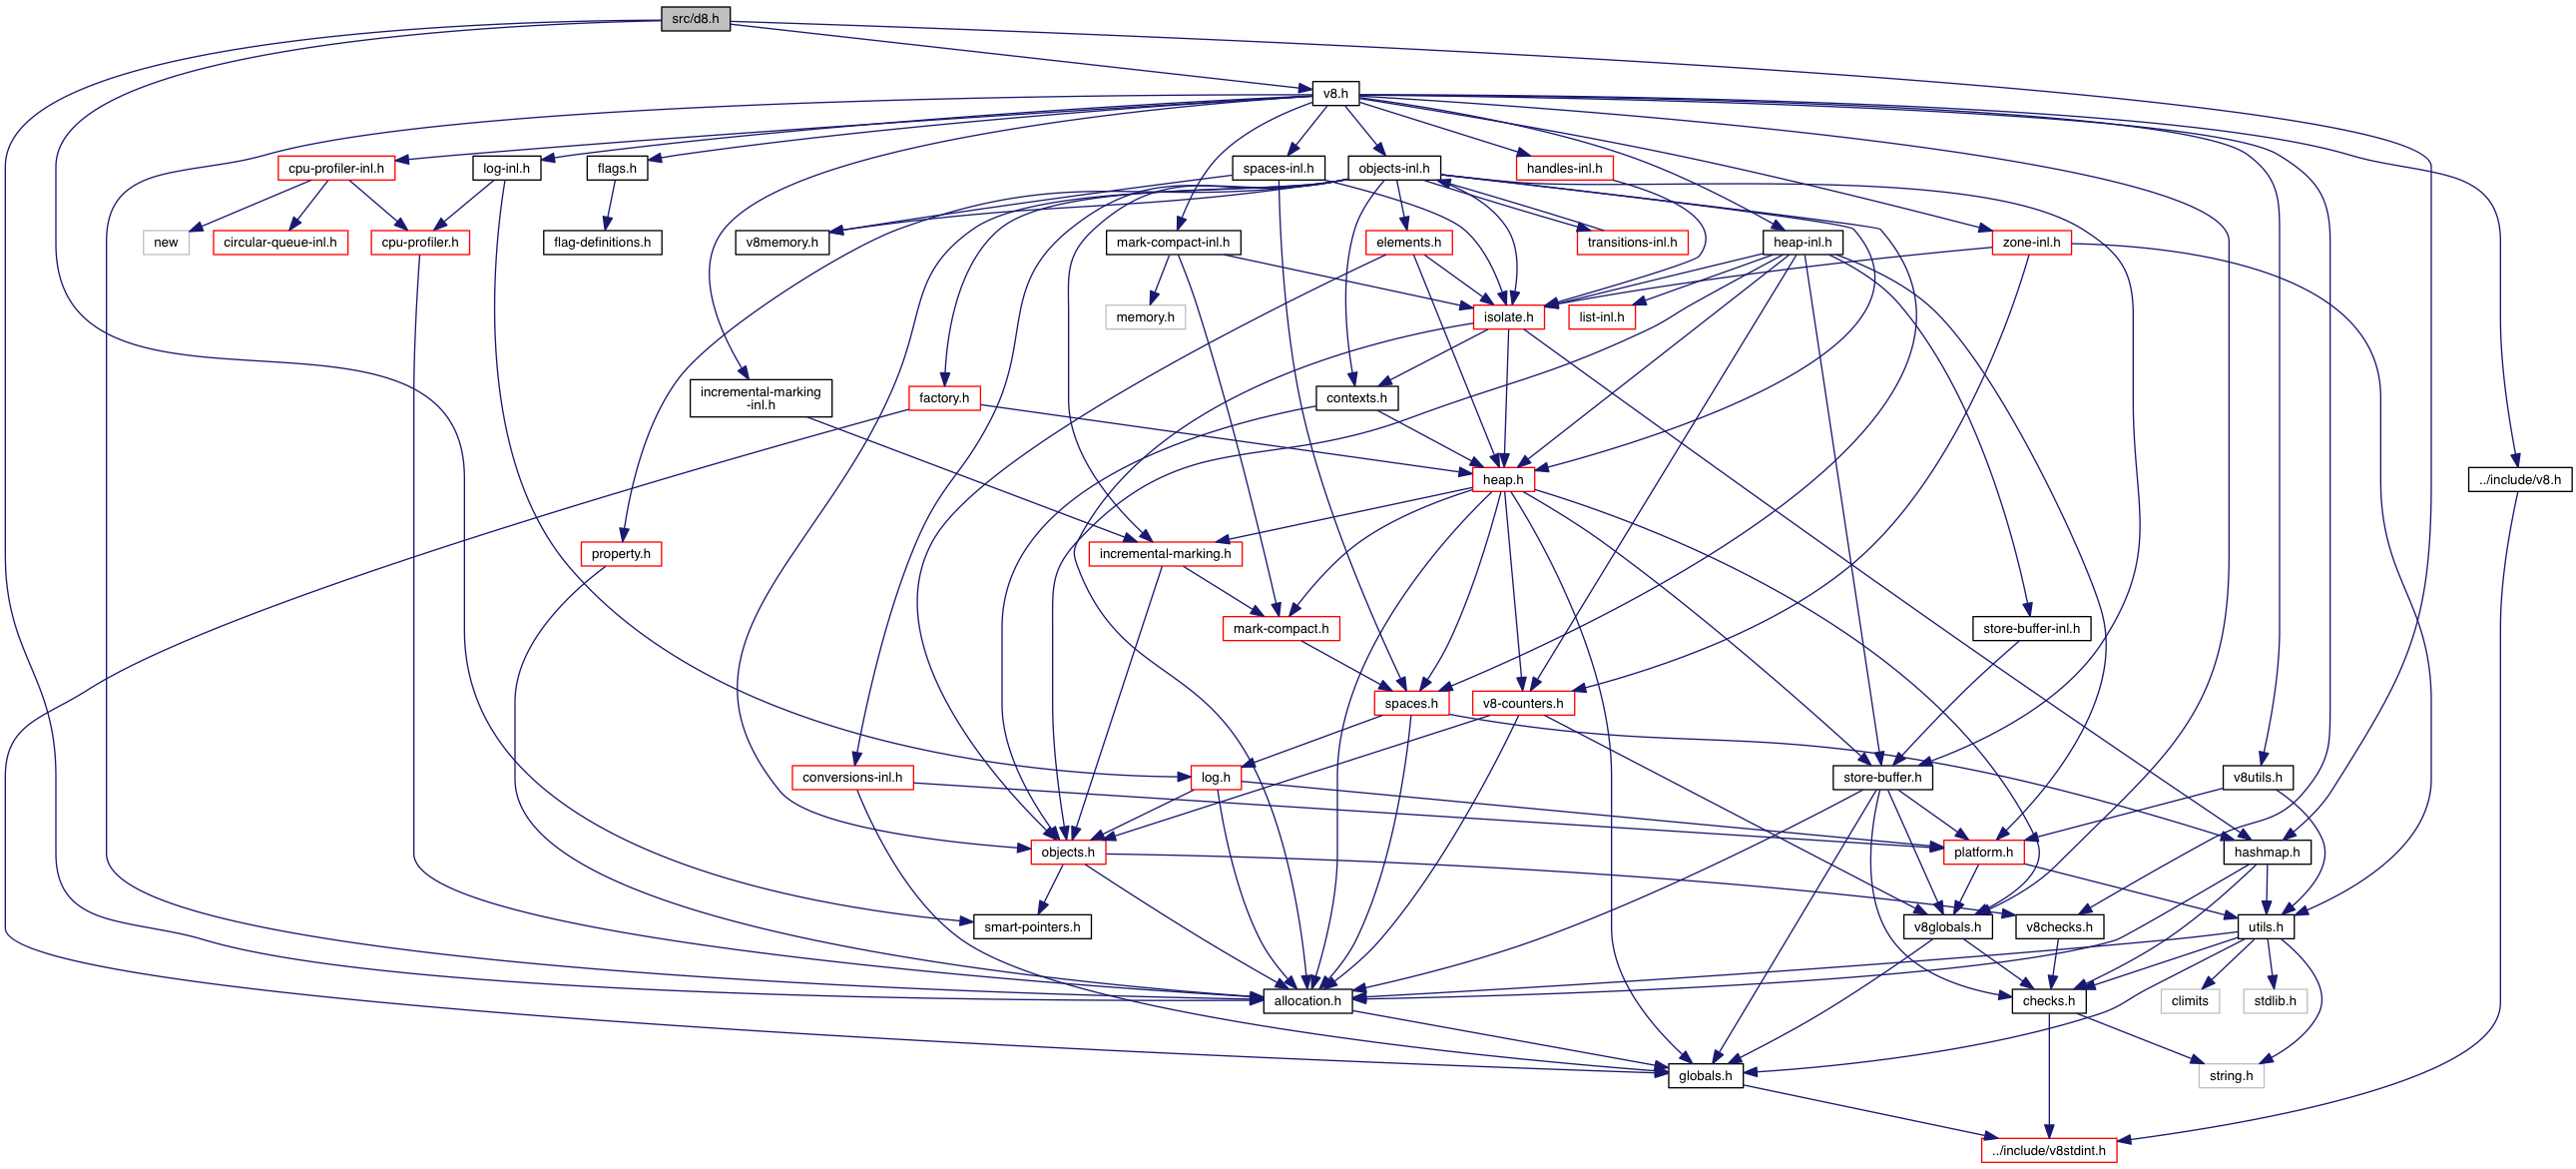 src/d8.h
v8.h
cpu-profiler-inl.h
log-inl.h
flags.h
spaces-inl.h
objects-inl.h
handles-inl.h
new
circular-queue-inl.h
cpu-profiler.h
flag-definitions.h
v8memory.h
mark-compact-inl.h
elements.h
transitions-inl.h
heap-inl.h
zone-inl.h
memory.h
isolate.h
list-inl.h
incremental-marking
-inl.h
factory.h
contexts.h
heap.h
../include/v8.h
property.h
incremental-marking.h
mark-compact.h
store-buffer-inl.h
spaces.h
v8-counters.h
conversions-inl.h
log.h
store-buffer.h
v8utils.h
objects.h
platform.h
hashmap.h
smart-pointers.h
v8globals.h
v8checks.h
utils.h
allocation.h
checks.h
climits
stdlib.h
globals.h
string.h
../include/v8stdint.h